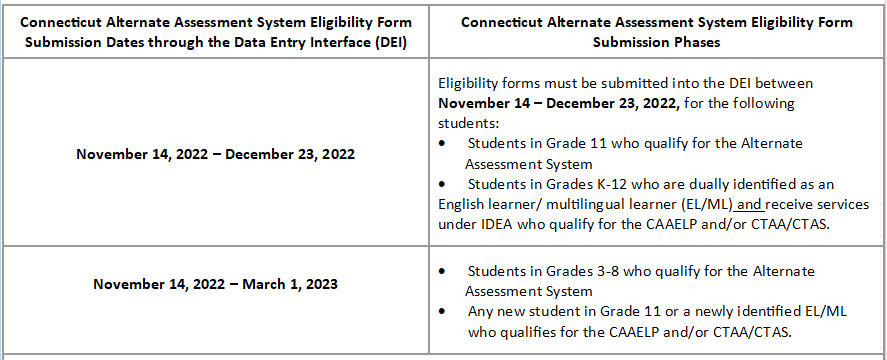 Connecticut Alternate Assessment System Eligibility Form
Submission Dates through the Data Entry Interface (DEI)
Connecticut Alternate Assessment System Eligibility Form
Submission Phases
November 14, 2022 – December 23, 2022
Eligibility forms must be submitted into the DEI between
November 14 – December 23, 2022, for the following
students:
• Students in Grade 11 who qualify for the Alternate
Assessment System
• Students in Grades K-12 who are dually identified as an
English learner/ multilingual learner (EL/ML) and receive services
under IDEA who qualify for the CAAELP and/or CTAA/CTAS.
November 14, 2022 – March 1, 2023
• Students in Grades 3-8 who qualify for the Alternate
Assessment System
• Any new student in Grade 11 or a newly identified EL/ML
who qualifies for the CAAELP and/or CTAA/CTAS.